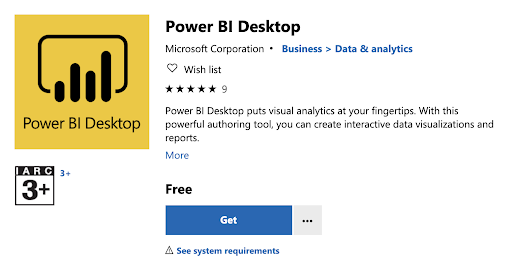 Power BI Desktop
Power BI Desktop
Microsoft Corporation • Business > Data & analytics
Wish list
9
Power BI Desktop puts visual analytics at your fingertips. With this
powerful authoring tool, you can create interactive data visualizations and
reports.
More
IARC
3+
3+
Free
Get
...
See system requirements